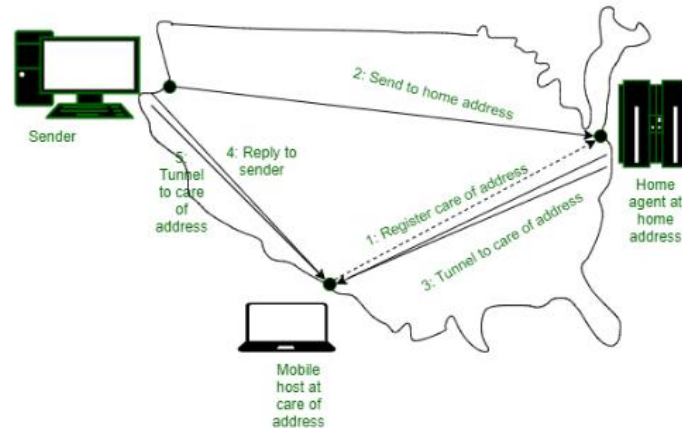 2: Send to home address
Sender
5:
Tunnel
to care
of
address
4: Reply to
sender
1: Register care of address
3: Tunnel to care of address
Home
agent at
home
address
Mobile
host at
care of
address